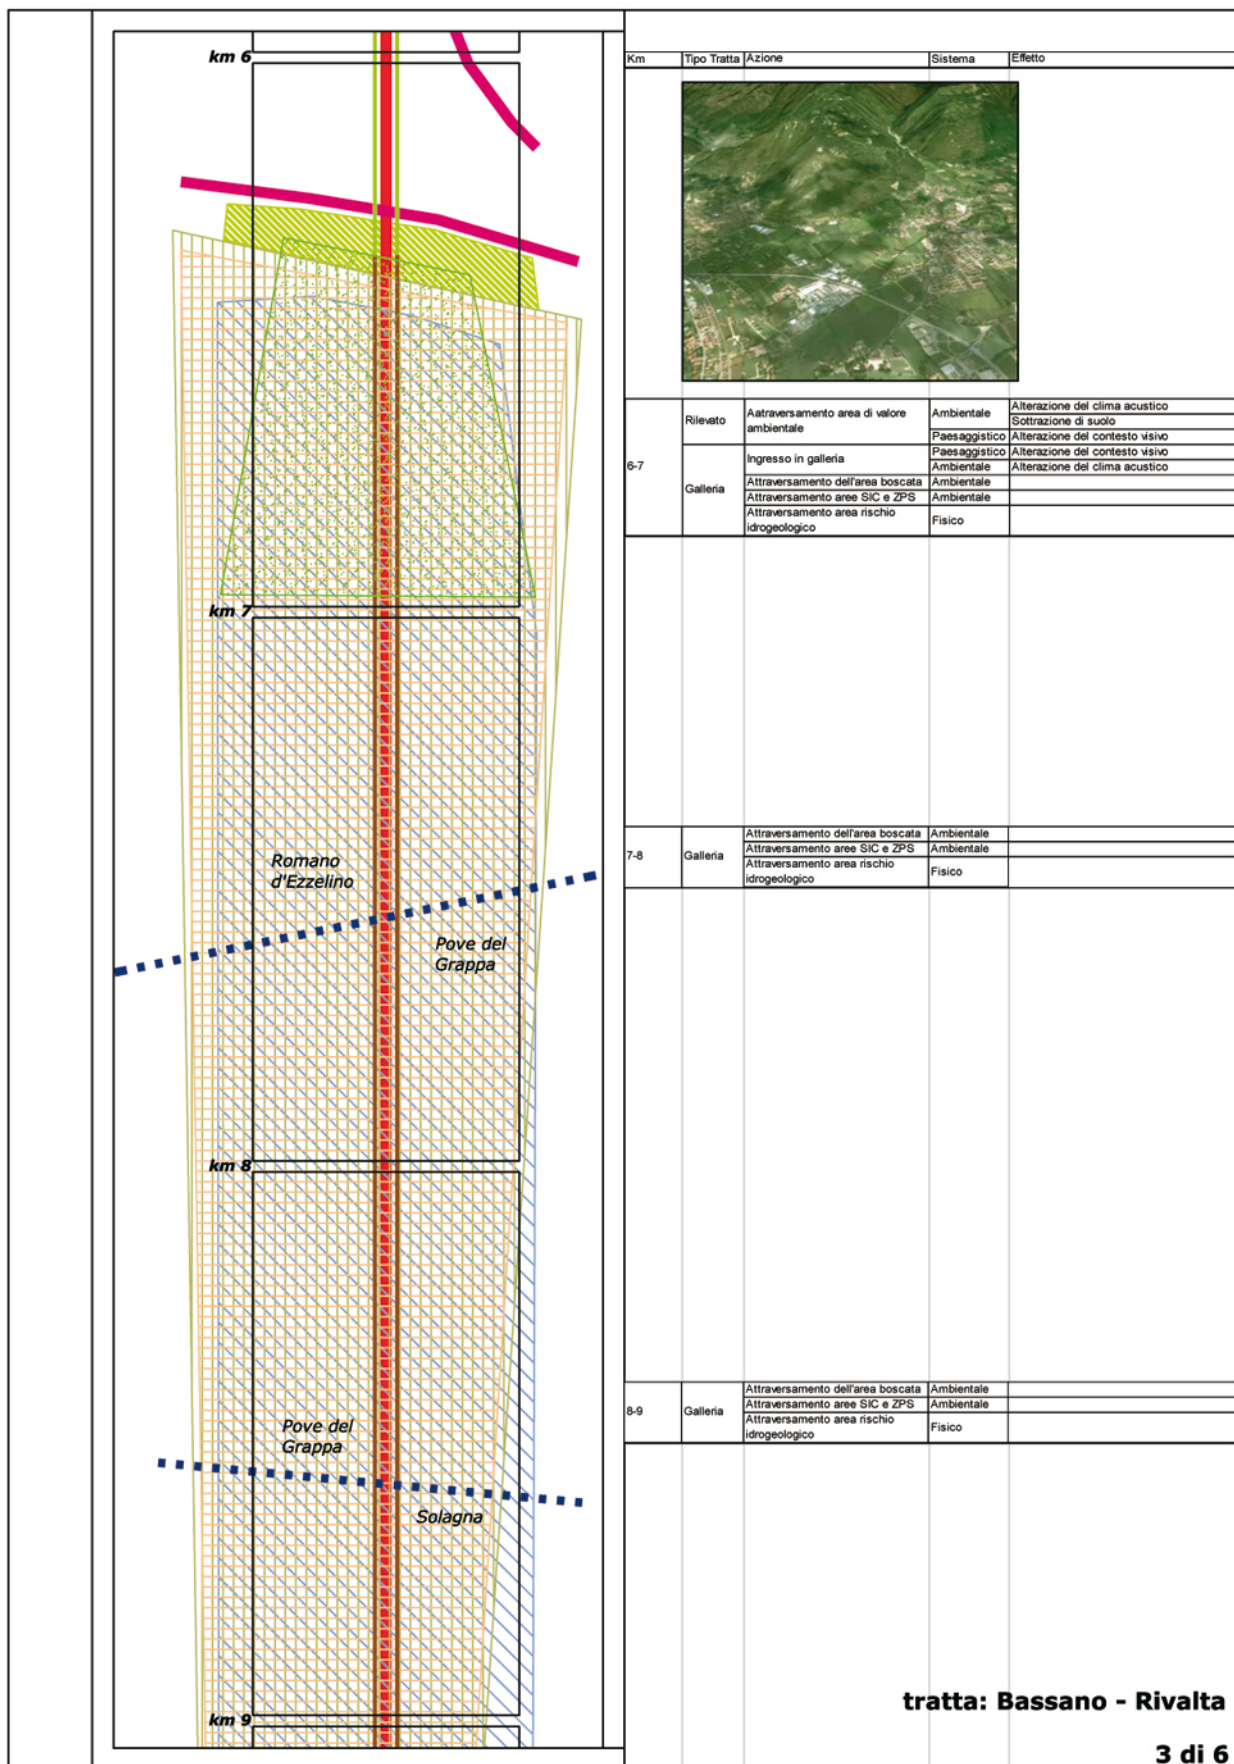 km 6
Km Tipo Tratta Azione Sistema Effetto
6-7
Rilevato
Aatraversamento area di valore
ambientale
Ambientale
Alterazione del clima acustico
Sottrazione di suolo
Paesaggistico Alterazione del contesto visivo
Galleria
Ingresso in galleria
Paesaggistico Alterazione del contesto visivo
Ambientale Alterazione del clima acustico
Attraversamento dell'area boscata Ambientale
Attraversamento aree SIC e ZPS Ambientale
Attraversamento area rischio
idrogeologico
Fisico
km 7
7-8
Galleria
Attraversamento dell'area boscata Ambientale
Attraversamento aree SIC e ZPS Ambientale
Attraversamento area rischio
idrogeologico
Fisico
Romano
d'Ezzelino
Pove del
Grappa
km 8
8-9
Galleria
Attraversamento dell'area boscata Ambientale
Attraversamento aree SIC e ZPS Ambientale
Attraversamento area rischio
idrogeologico
Fisico
Pove del
Grappa
Solagna
km 9
tratta: Bassano - Rivalta
3 di 6